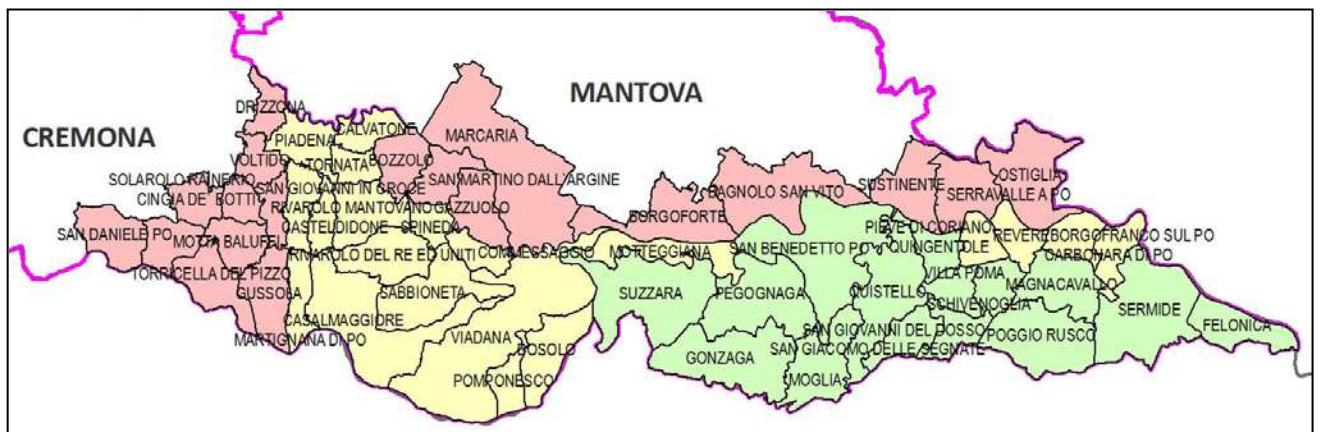 CREMONA
MANTOVA
DRIZZONA
PIADENA
CALVATONE
MARCARIA
VOLTIDO
TORNATA
BOZZOLO
SOLAROLO RAINERIO
CINGIA DE' BOTTI
SAN GIOVANNI IN CROCE
SAN MARTINO DALL'ARGINE
RIVAROLO MANTOVANO
GAZZUOLO
SAN DANIELE PO
MOTTA BALUFFI
CASTELDIDONE
SPINEDA
COMMESSAGGIO
TORRICELLA DEL PIZZO
RIVAROLO DEL RE ED UNITI
GUSSOLA
SABBIONETA
CASALMAGGIORE
MARTIGNANA DI PO
VIADANA
POMPONESCO
DOSOLO
BORGOFORTE
BAGNOLO SAN VITO
SUSTINENTE
SERRAVALLE A PO
OSTIGLIA
MOTTEGGIANA
SAN BENEDETTO PO
PIEVE DI CORIANO
QUINGENTOLE
REVERE
BORGOFRANCO SUL PO
CARBONARA DI PO
SUZZARA
PEGOGNAGA
QUISTELLO
VILLA POMA
MAGNACAVALLO
SCHIVENOGLIA
SERMIDE
FELONICA
SAN GIOVANNI DEL DOSSO
POGGIO RUSCO
GONZAGA
SAN GIACOMO DELLE SEGNATE
MOGLIA